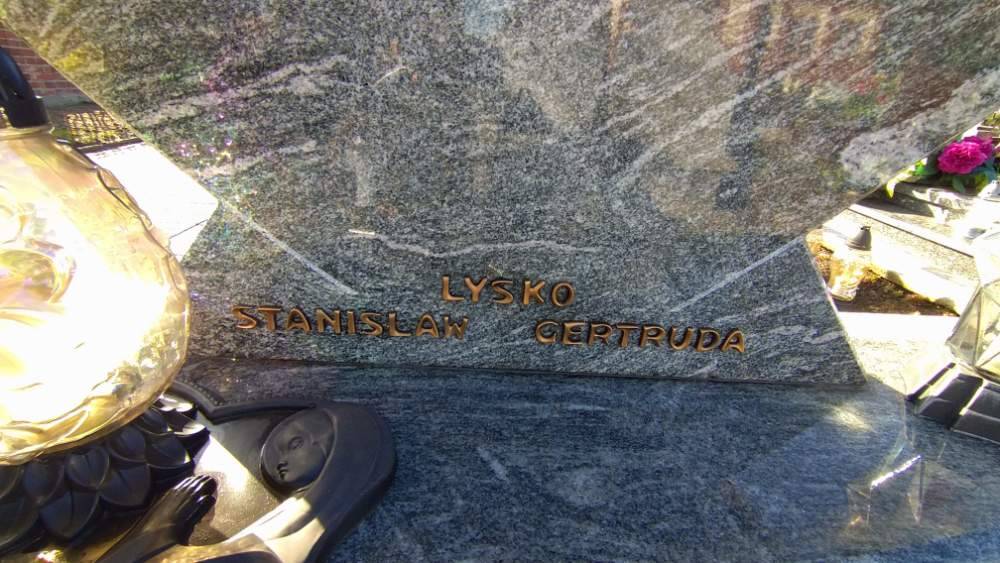 LYSKO
STANISLAW GERTRUDA